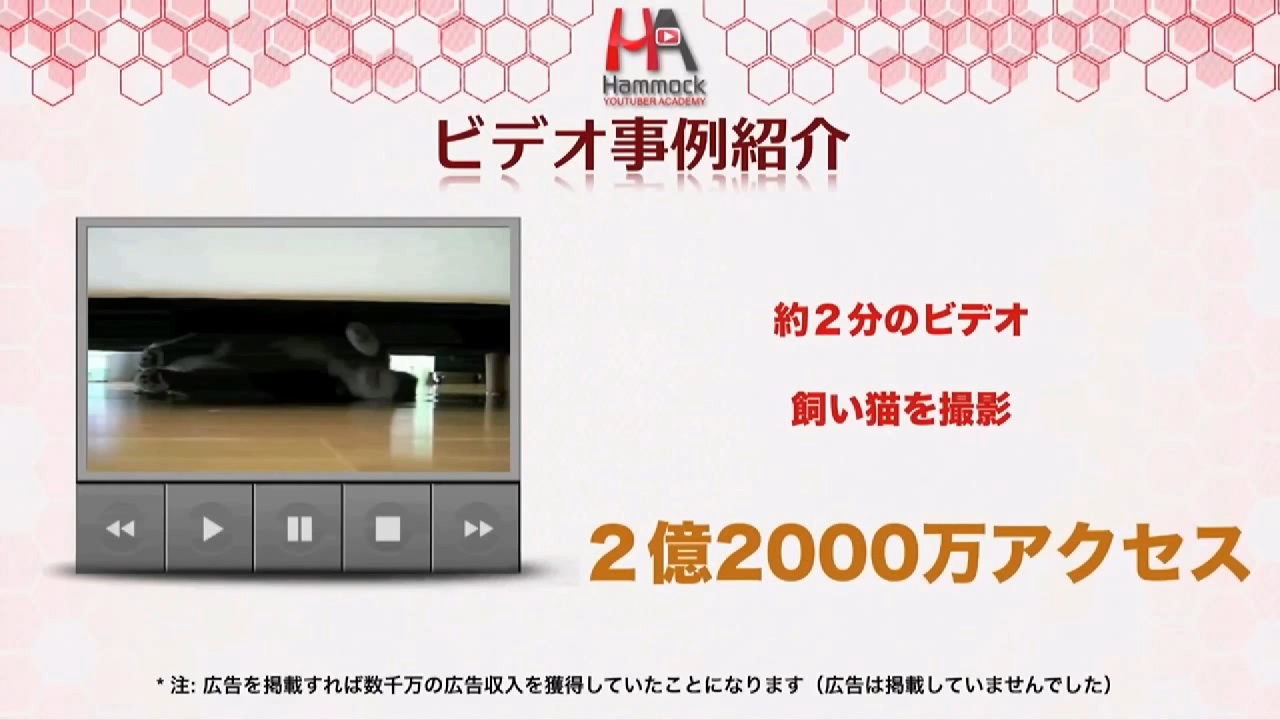 HA
Hammock
YOUTUBER ACADEMY
ビデオ事例紹介
約２分のビデオ
飼い猫を撮影
２億2000万アクセス
* 注: 広告を掲載すれば数千万の広告収入を獲得していたことになります（広告は掲載していませんでした）